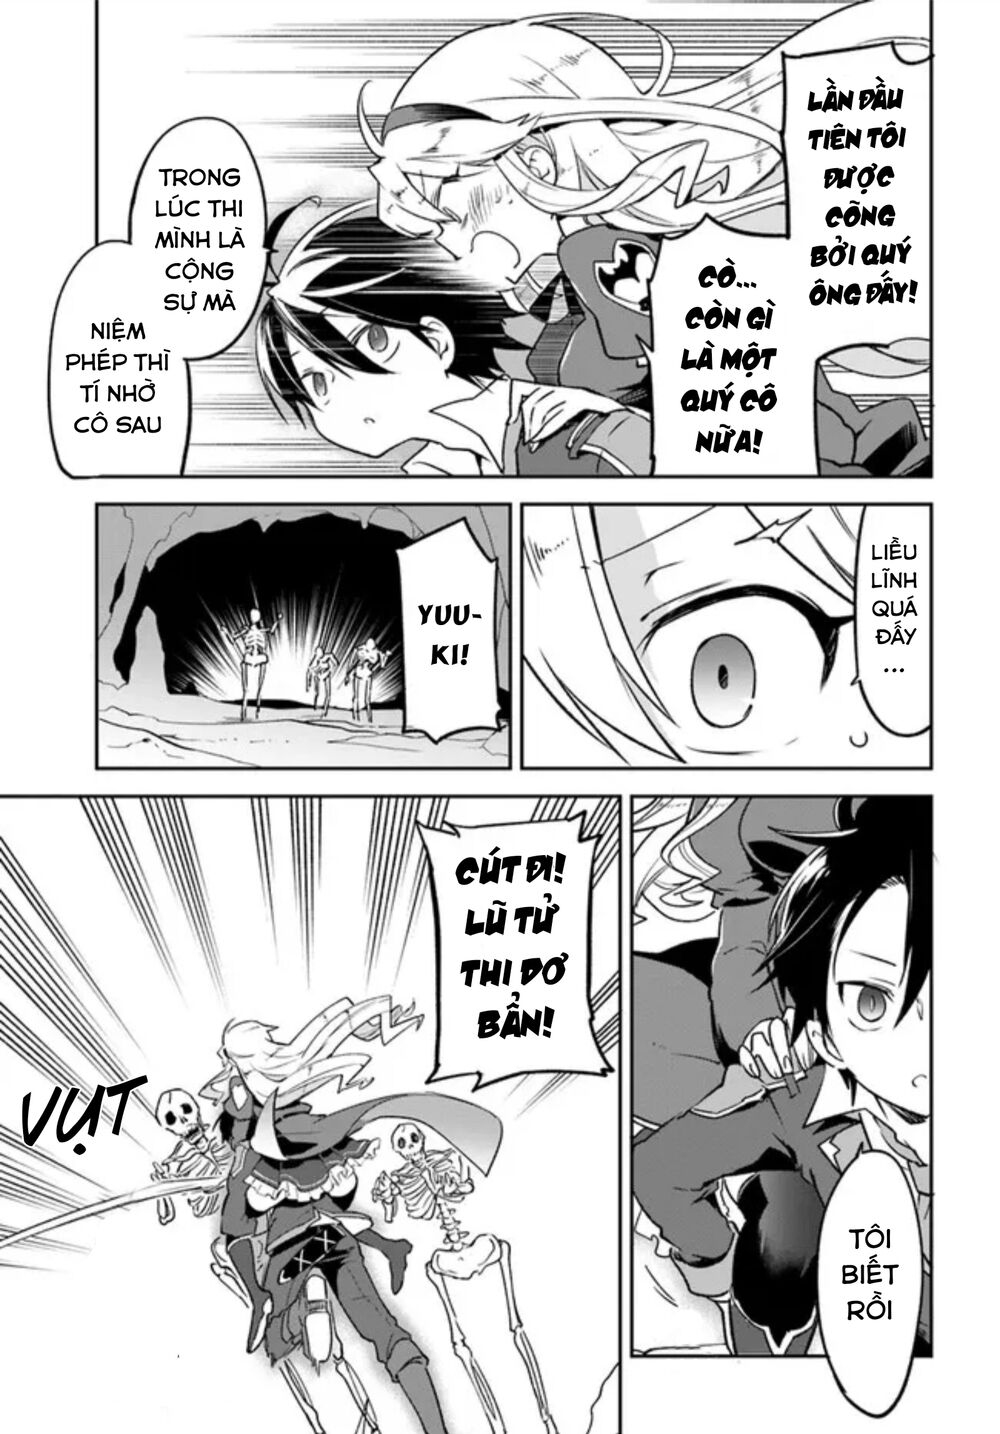 LẦN ĐẦU
TIÊN TÔI
ĐƯỢC
CÕNG
BỞI QUÝ
ÔNG ĐẤY!
CÒ...
CÒN GÌ
LÀ MỘT
QUÝ CÔ
NỮA!
TRONG
LÚC THI
MÌNH LÀ
CỘNG
SỰ MÀ
NIỆM
PHÉP THÌ
TÍ NHỜ
CÔ SAU
LIỀU
LĨNH
QUÁ
ĐẤY
...
YUU-
KI!
TÔI
BIẾT
RỒI
CÚT ĐI!
LŨ TỬ
THI DƠ
BẨN!
VỤT